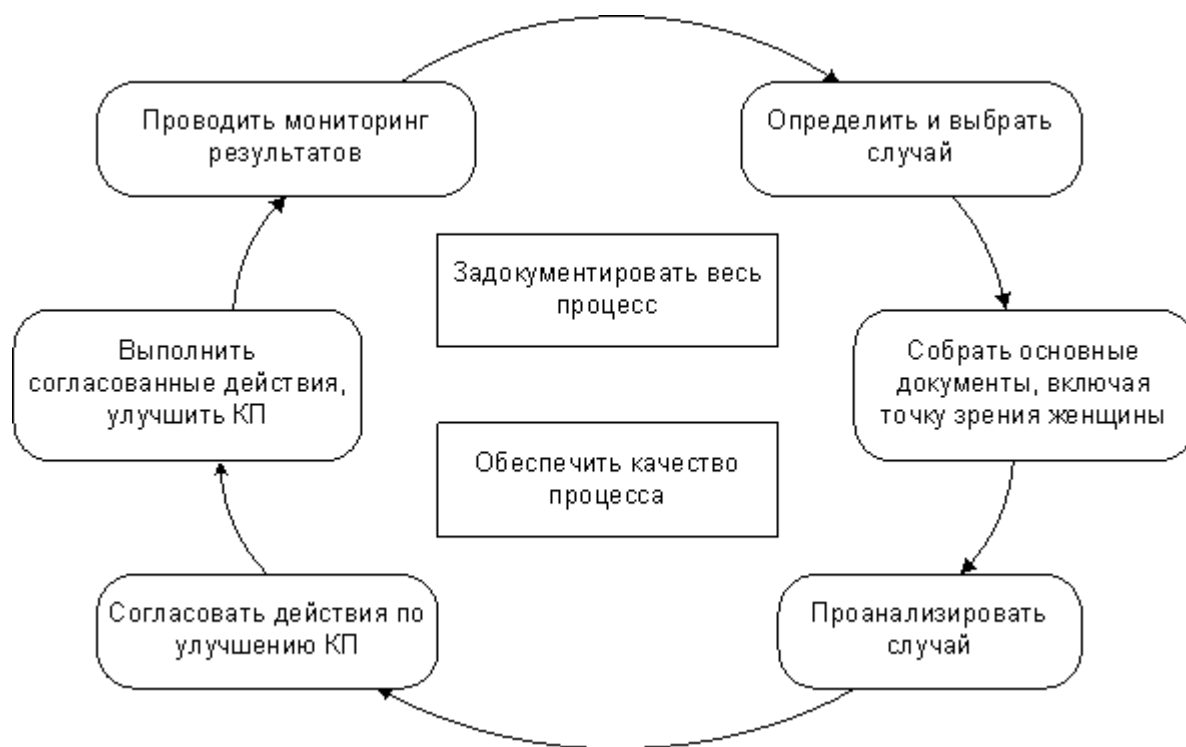 Проводить мониторинг
результатов
Определить и выбрать
случай
Задокументировать весь
процесс
Выполнить
согласованные действия,
улучшить КП
Собрать основные
документы, включая
точку зрения женщины
Обеспечить качество
процесса
Согласовать действия по
улучшению КП
Проанализировать
случай